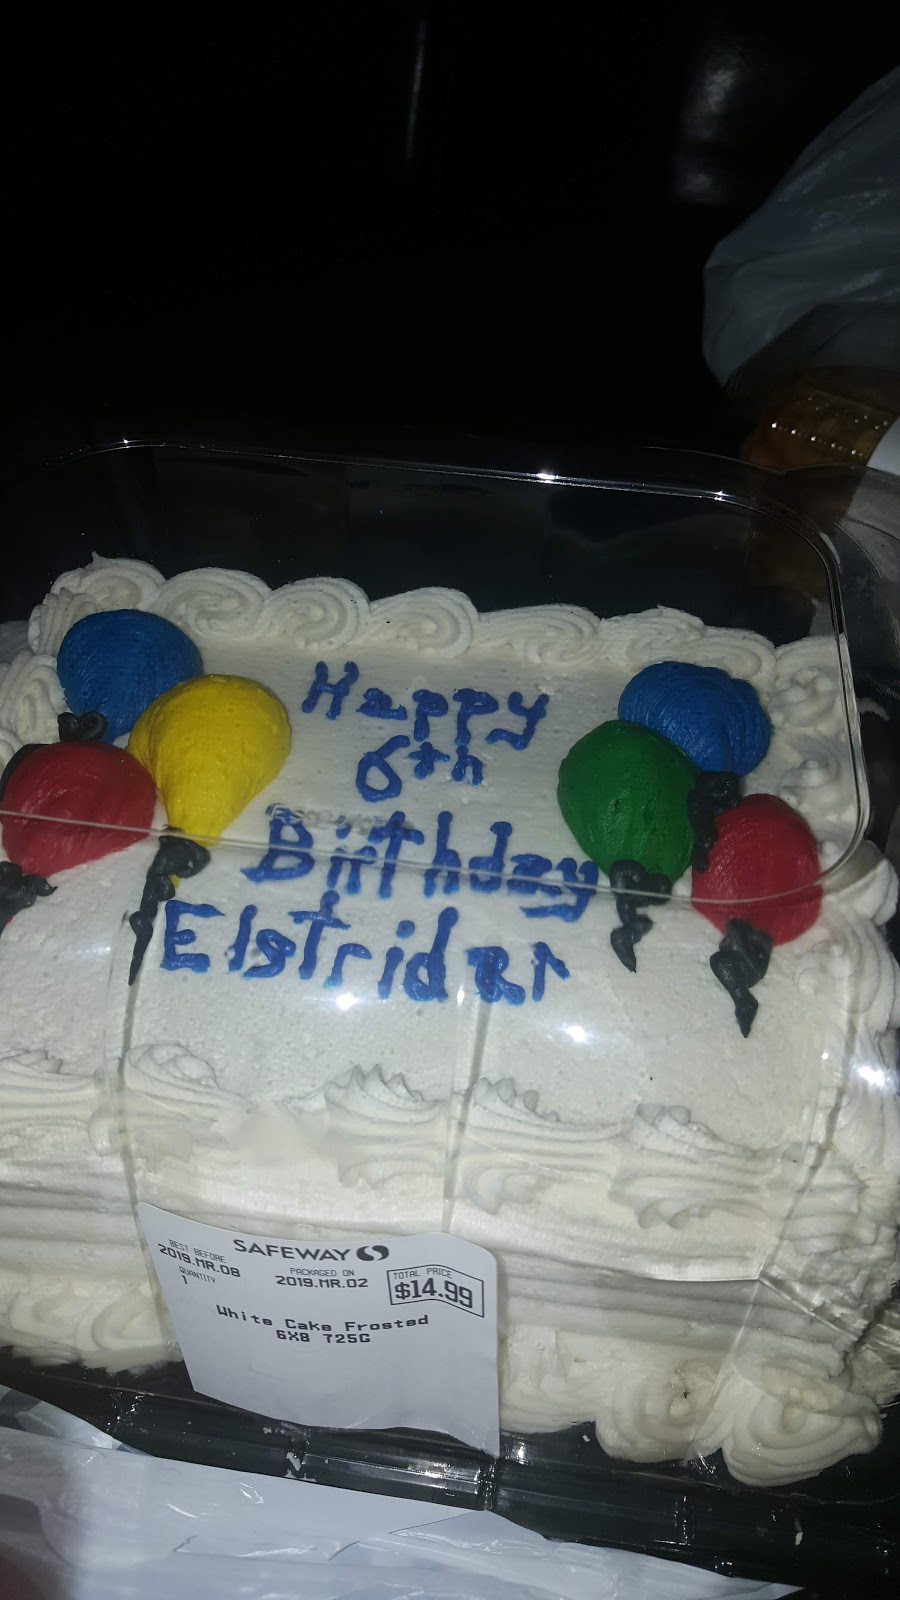 Happy
6th
Birthday
Elstridar
SAFEWAY
BEST BEFORE
2019.MR.08
PACKAGED ON
2019.MR.02
TOTAL PRICE
$14.99
QUANTITY
1
White Cake Frosted
6X8 725G